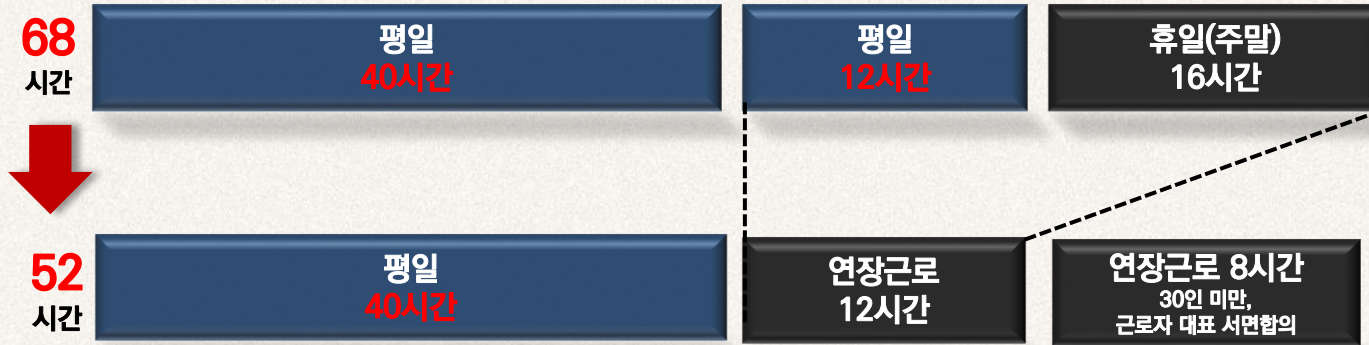 68
시간
평일
40시간
평일
12시간
휴일(주말)
16시간
52
시간
평일
40시간
연장근로
12시간
연장근로 8시간
30인 미만,
근로자 대표 서면합의